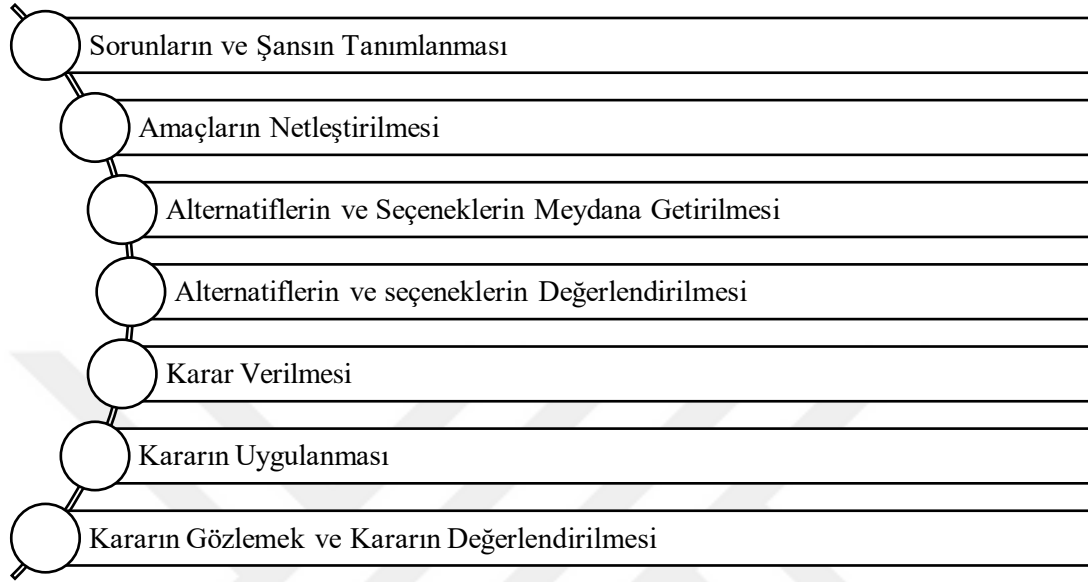 Sorunların ve Şansın Tanımlanması
Amaçların Netleştirilmesi
Alternatiflerin ve Seçeneklerin Meydana Getirilmesi
Alternatiflerin ve seçeneklerin Değerlendirilmesi
Karar Verilmesi
Kararın Uygulanması
Kararın Gözlemek ve Kararın Değerlendirilmesi